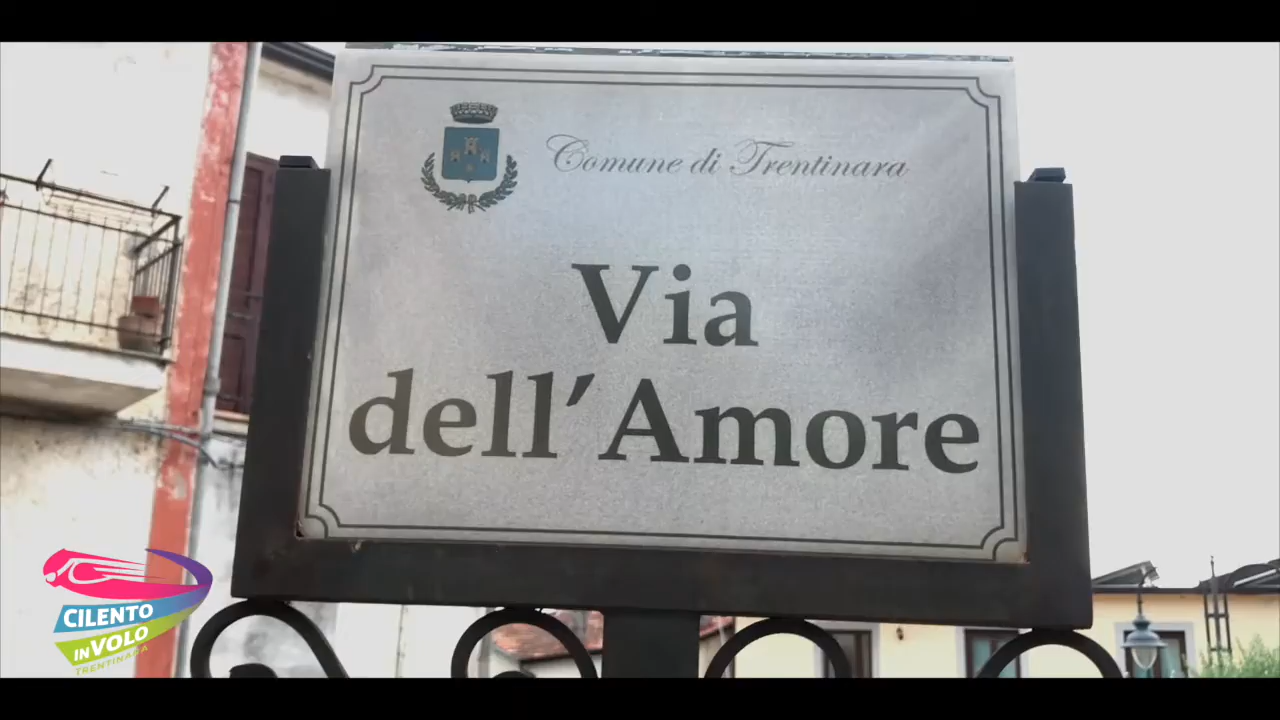 Comune di Trentinara
Via
dell'Amore
CILENTO
INVOLO
TRENTINARA